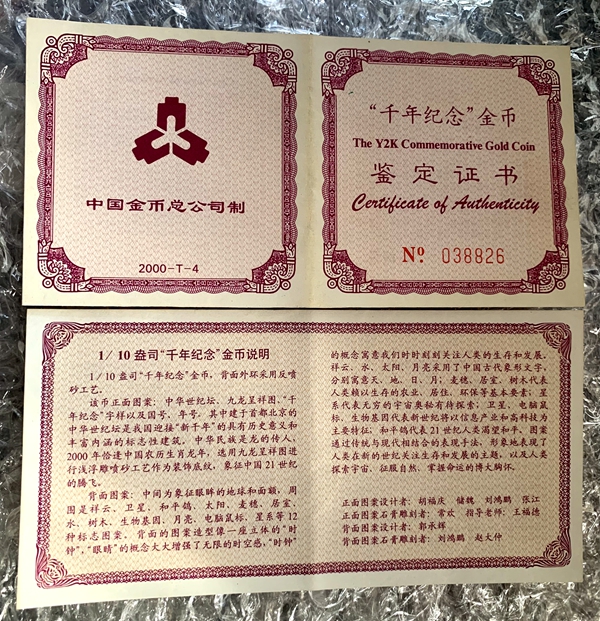 中国金币总公司制
2000-T-4
“千年纪念”金币
The Y2K Commemorative Gold Coin
鉴定证书
Certificate of Authenticity
Nº 038826
1/10 盎司“千年纪念”金币说明
1/10 盎司“千年纪念”金币，背面外环采用反喷
砂工艺。
该币正面图案：中华世纪坛、九龙呈祥图、“千
年纪念”字样以及国号、年号。其中建于首都北京的
中华世纪坛是我国迎接“新千年”的具有历史意义和
丰富内涵的标志性建筑。中华民族是龙的传人，
2000年恰逢中国农历生肖龙年，选用九龙呈祥图进
行浅浮雕喷砂工艺作为装饰底纹，象征中国21世纪
的腾飞。
背面图案：中间为象征眼眸的地球和面额，周
围是祥云、卫星、和平鸽、太阳、麦穗、居室、
水、树木、生物基因、月亮、电脑鼠标、星系等12
种标志图案。背面的图案造型像一座立体的“时
钟”，“眼睛”的概念大大增强了无限的时空感，“时钟”
的概念寓意我们时时刻刻关注人类的生存和发展。
祥云、水、太阳、月亮采用了中国古代象形文字，
分别寓意天、地、日、月；麦穗、居室、树木代表
人类赖以生存的农业、居住、环保等基本要素；星
系代表无穷的宇宙奥秘有待探索；卫星、电脑鼠
标、生物基因代表新世纪将以信息产业和高科技为
主要特征；和平鸽代表21世纪人类渴望和平。图案
通过传统与现代相结合的表现手法，形象地表现了
人类在新的世纪关注生存和发展的主题，以及人类
探索宇宙、征服自然、掌握命运的博大胸怀。
正面图案设计者：胡福庆 储魏 刘鸿鹏 张江
正面图案石膏雕刻者：常欢 指导老师：王福德
背面图案设计者：郭承辉
背面图案石膏雕刻者：刘鸿鹏 赵大仲